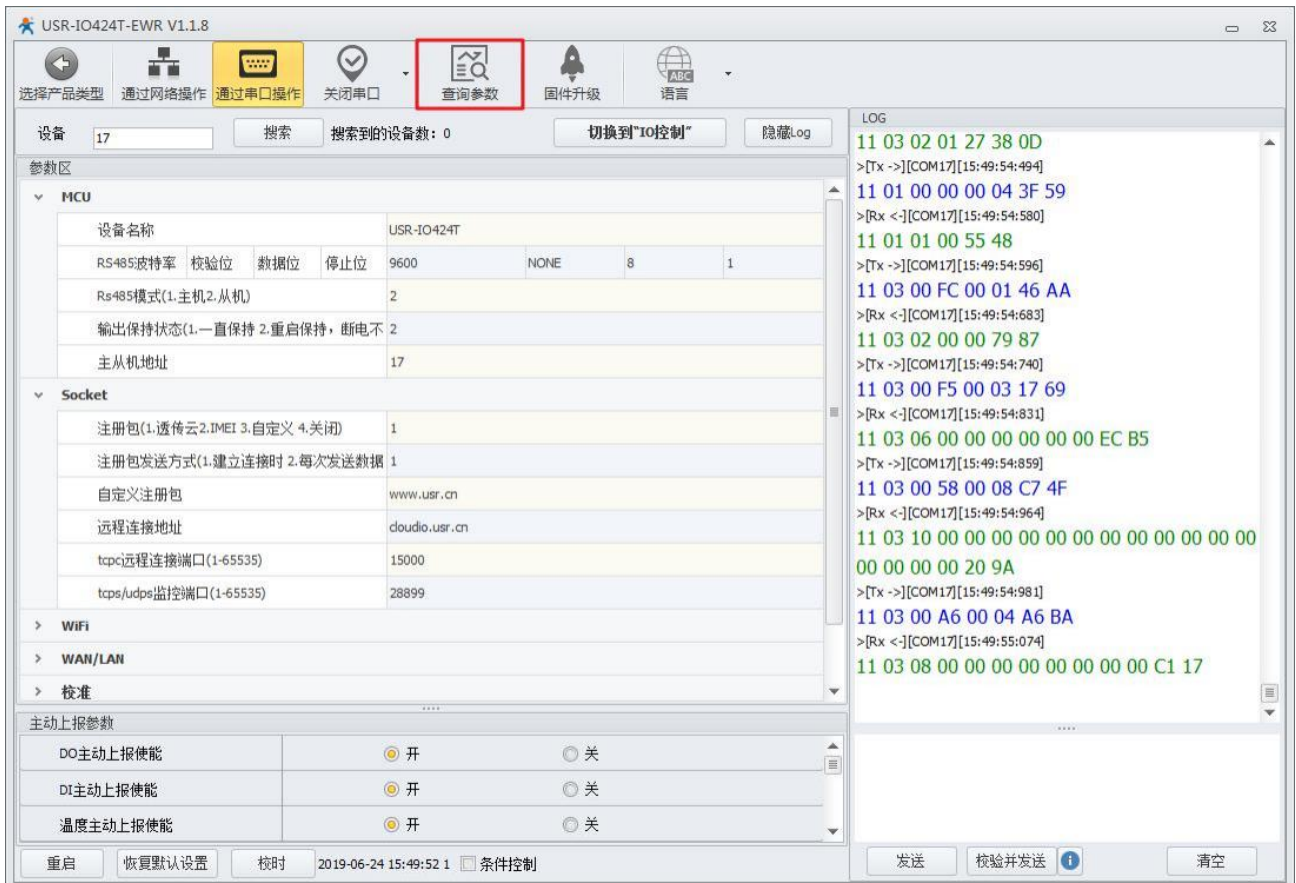 USR-IO424T-EWR V1.1.8
选择产品类型 通过网络操作 通过串口操作 关闭串口 查询参数 固件升级 ABC 语言
设备 17 搜索 搜索到的设备数：0 切换到"IO控制" 隐藏Log
参数区
MCU
设备名称 USR-IO424T
RS485波特率 校验位 数据位 停止位 9600 NONE 8 1
Rs485模式(1.主机2.从机) 2
输出保持状态(1.一直保持 2.重启保持，断电不 2
主从机地址 17
Socket
注册包(1.透传云2.IMEI 3.自定义 4.关闭) 1
注册包发送方式(1.建立连接时 2.每次发送数据 1
自定义注册包 www.usr.cn
远程连接地址 cloudio.usr.cn
tcpc远程连接端口(1-65535) 15000
tcps/udps监控端口(1-65535) 28899
WiFi
WAN/LAN
校准
主动上报参数
DO主动上报使能 开 关
DI主动上报使能 开 关
温度主动上报使能 开 关
重启 恢复默认设置 校时 2019-06-24 15:49:52 1 条件控制
LOG
11 03 02 01 27 38 0D
>[Tx ->][COM17][15:49:54:494]
11 01 00 00 00 04 3F 59
>[Rx <-][COM17][15:49:54:580]
11 01 01 00 55 48
>[Tx ->][COM17][15:49:54:596]
11 03 00 FC 00 01 46 AA
>[Rx <-][COM17][15:49:54:683]
11 03 02 00 00 79 87
>[Tx ->][COM17][15:49:54:740]
11 03 00 F5 00 03 17 69
>[Rx <-][COM17][15:49:54:831]
11 03 06 00 00 00 00 00 00 EC B5
>[Tx ->][COM17][15:49:54:859]
11 03 00 58 00 08 C7 4F
>[Rx <-][COM17][15:49:54:964]
11 03 10 00 00 00 00 00 00 00 00 00 00 00 00
00 00 00 00 20 9A
>[Tx ->][COM17][15:49:54:981]
11 03 00 A6 00 04 A6 BA
>[Rx <-][COM17][15:49:55:074]
11 03 08 00 00 00 00 00 00 00 00 C1 17
发送 校验并发送 清空